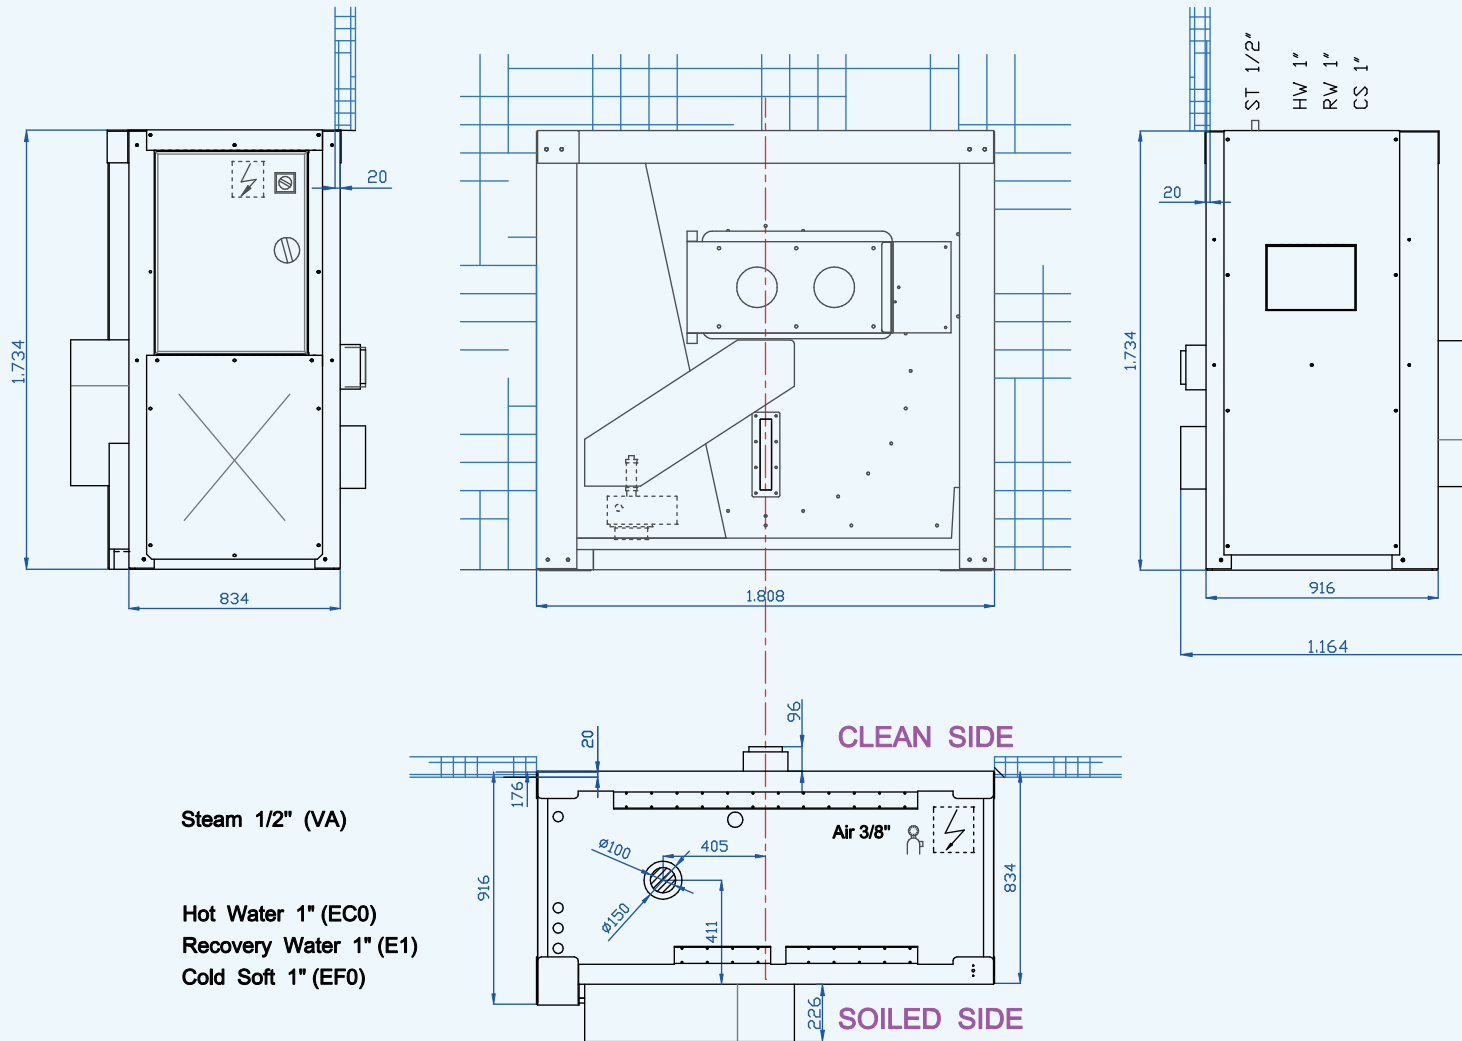 ST 1/2"
HW 1"
RW 1"
CS 1"
20
20
1.734
1.734
834
1.808
916
1.164
96
CLEAN SIDE
20
176
Steam 1/2" (VA)
Air 3/8"
ø100
405
916
834
Hot Water 1" (EC0)
ø150
411
Recovery Water 1" (E1)
Cold Soft 1" (EF0)
226
SOILED SIDE